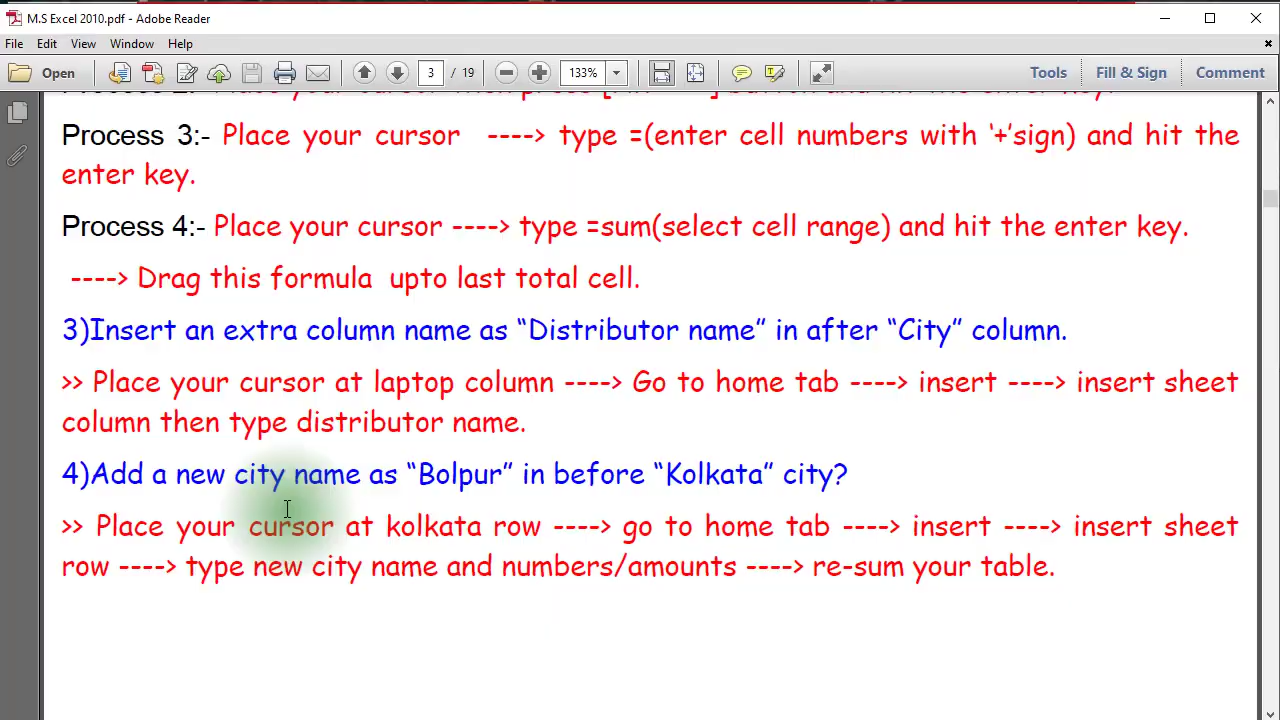 M.S Excel 2010.pdf - Adobe Reader
File Edit View Window Help
Open 3 / 19 133% Tools Fill & Sign Comment
Process 3:- Place your cursor ----> type =(enter cell numbers with ‘+’sign) and hit the
enter key.
Process 4:- Place your cursor ----> type =sum(select cell range) and hit the enter key.
----> Drag this formula upto last total cell.
3)Insert an extra column name as “Distributor name” in after “City” column.
>> Place your cursor at laptop column ----> Go to home tab ----> insert ----> insert sheet
column then type distributor name.
4)Add a new city name as “Bolpur” in before “Kolkata” city?
>> Place your cursor at kolkata row ----> go to home tab ----> insert ----> insert sheet
row ----> type new city name and numbers/amounts ----> re-sum your table.